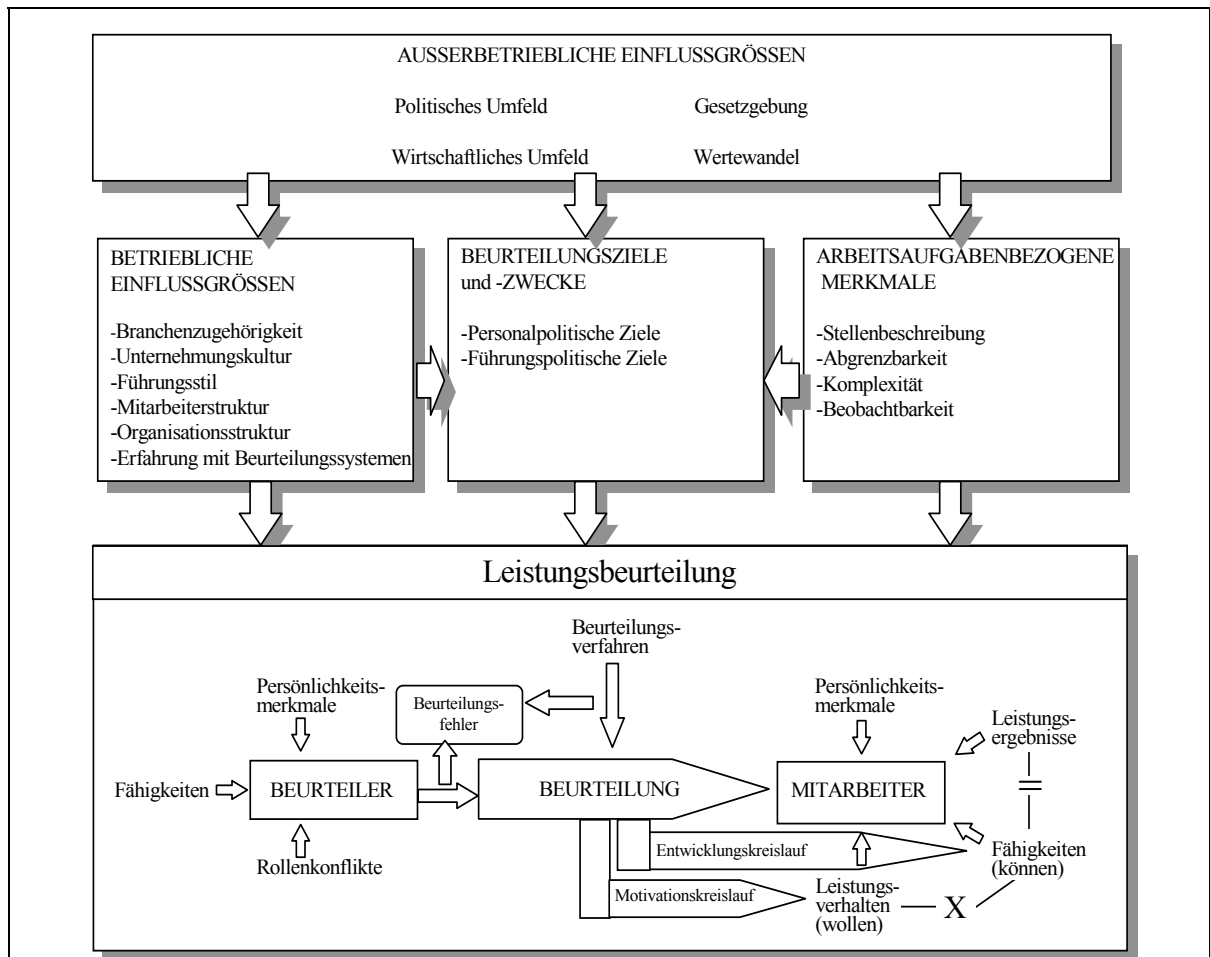 AUSSERBETRIEBLICHE EINFLUSSGRÖSSEN
Politisches Umfeld Gesetzgebung
Wirtschaftliches Umfeld Wertewandel
BETRIEBLICHE
EINFLUSSGRÖSSEN
-Branchenzugehörigkeit
-Unternehmungskultur
-Führungsstil
-Mitarbeiterstruktur
-Organisationsstruktur
-Erfahrung mit Beurteilungssystemen
BEURTEILUNGSZIELE
und -ZWECKE
-Personalpolitische Ziele
-Führungspolitische Ziele
ARBEITSAUFGABENBEZOGENE
MERKMALE
-Stellenbeschreibung
-Abgrenzbarkeit
-Komplexität
-Beobachtbarkeit
Leistungsbeurteilung
Beurteilungs-
verfahren
Persönlichkeits-
merkmale
Beurteilungs-
fehler
Persönlichkeits-
merkmale
Leistungs-
ergebnisse
Fähigkeiten
BEURTEILER
BEURTEILUNG
MITARBEITER
=
Rollenkonflikte
Entwicklungskreislauf
Fähigkeiten
(können)
Motivationskreislauf
Leistungs-
verhalten
(wollen)
X